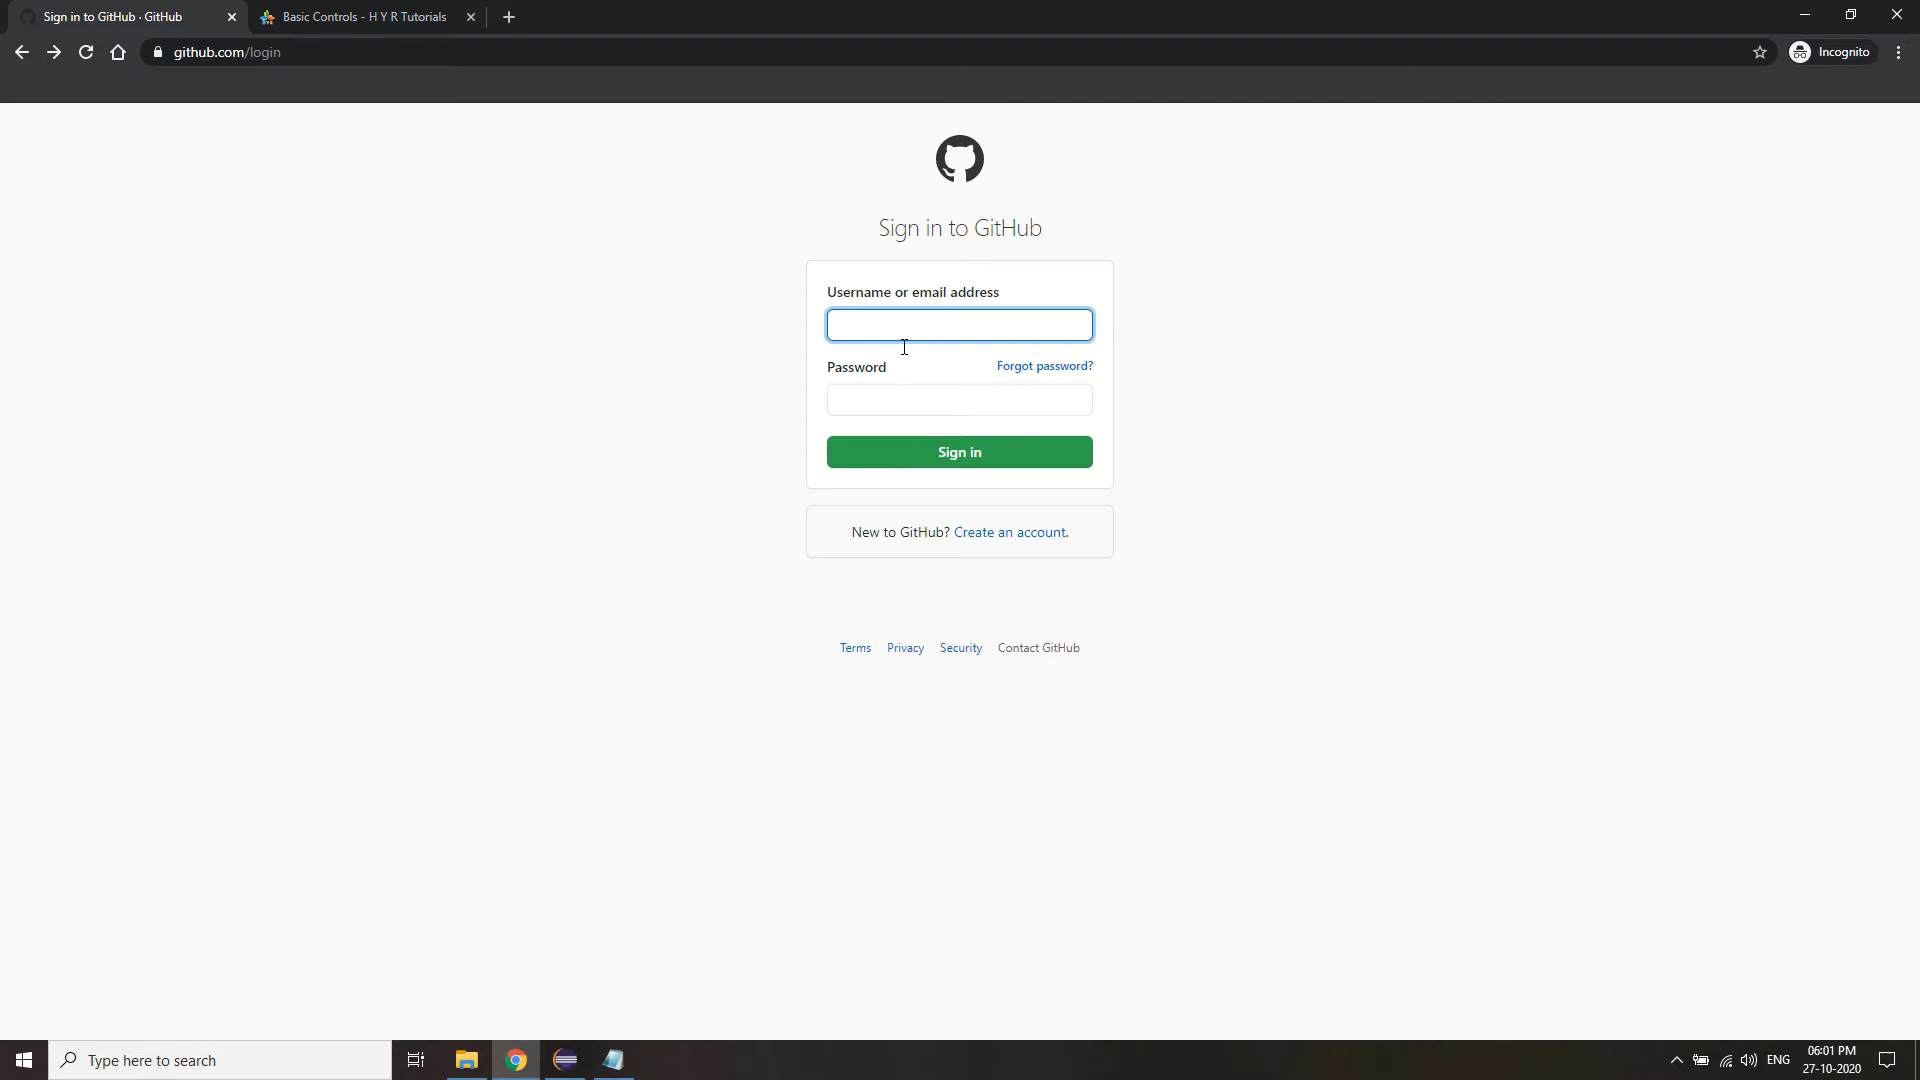 Sign in to GitHub · GitHub
Basic Controls - H Y R Tutorials
github.com/login
Incognito
Sign in to GitHub
Username or email address
Password
Forgot password?
Sign in
New to GitHub? Create an account.
Terms Privacy Security Contact GitHub
Type here to search
ENG
06:01 PM
27-10-2020